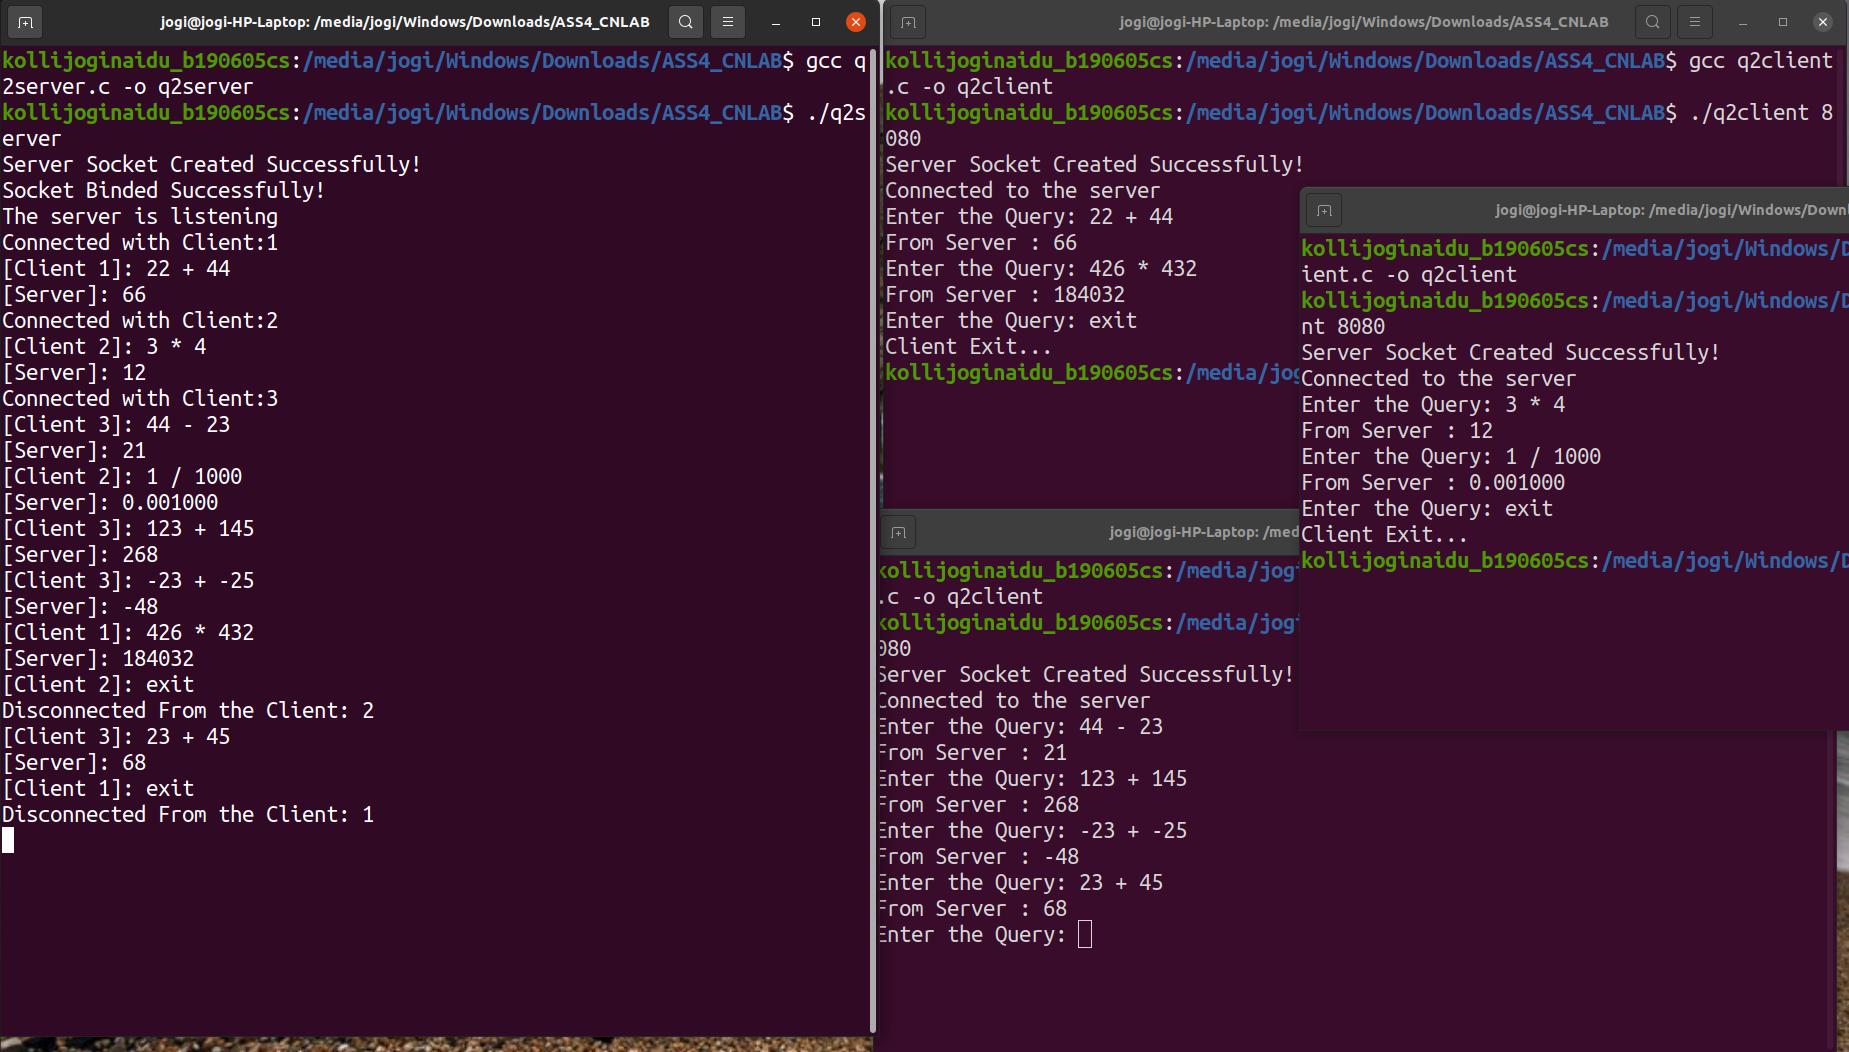 jogi@jogi-HP-Laptop: /media/jogi/Windows/Downloads/ASS4_CNLAB
kollijoginaidu_b190605cs:/media/jogi/Windows/Downloads/ASS4_CNLAB$ gcc q
2server.c -o q2server
kollijoginaidu_b190605cs:/media/jogi/Windows/Downloads/ASS4_CNLAB$ ./q2s
erver
Server Socket Created Successfully!
Socket Binded Successfully!
The server is listening
Connected with Client:1
[Client 1]: 22 + 44
[Server]: 66
Connected with Client:2
[Client 2]: 3 * 4
[Server]: 12
Connected with Client:3
[Client 3]: 44 - 23
[Server]: 21
[Client 2]: 1 / 1000
[Server]: 0.001000
[Client 3]: 123 + 145
[Server]: 268
[Client 3]: -23 + -25
[Server]: -48
[Client 1]: 426 * 432
[Server]: 184032
[Client 2]: exit
Disconnected From the Client: 2
[Client 3]: 23 + 45
[Server]: 68
[Client 1]: exit
Disconnected From the Client: 1
jogi@jogi-HP-Laptop: /media/jogi/Windows/Downloads/ASS4_CNLAB
kollijoginaidu_b190605cs:/media/jogi/Windows/Downloads/ASS4_CNLAB$ gcc q2client
.c -o q2client
kollijoginaidu_b190605cs:/media/jogi/Windows/Downloads/ASS4_CNLAB$ ./q2client 8
080
Server Socket Created Successfully!
Connected to the server
Enter the Query: 22 + 44
From Server : 66
Enter the Query: 426 * 432
From Server : 184032
Enter the Query: exit
Client Exit...
kollijoginaidu_b190605cs:/media/jog
jogi@jogi-HP-Laptop: /media/jogi/Windows/Down
kollijoginaidu_b190605cs:/media/jogi/Windows/D
ient.c -o q2client
kollijoginaidu_b190605cs:/media/jogi/Windows/D
nt 8080
Server Socket Created Successfully!
Connected to the server
Enter the Query: 3 * 4
From Server : 12
Enter the Query: 1 / 1000
From Server : 0.001000
Enter the Query: exit
Client Exit...
kollijoginaidu_b190605cs:/media/jogi/Windows/D
jogi@jogi-HP-Laptop: /med
kollijoginaidu_b190605cs:/media/jogi
.c -o q2client
kollijoginaidu_b190605cs:/media/jogi
080
Server Socket Created Successfully!
Connected to the server
Enter the Query: 44 - 23
From Server : 21
Enter the Query: 123 + 145
From Server : 268
Enter the Query: -23 + -25
From Server : -48
Enter the Query: 23 + 45
From Server : 68
Enter the Query: